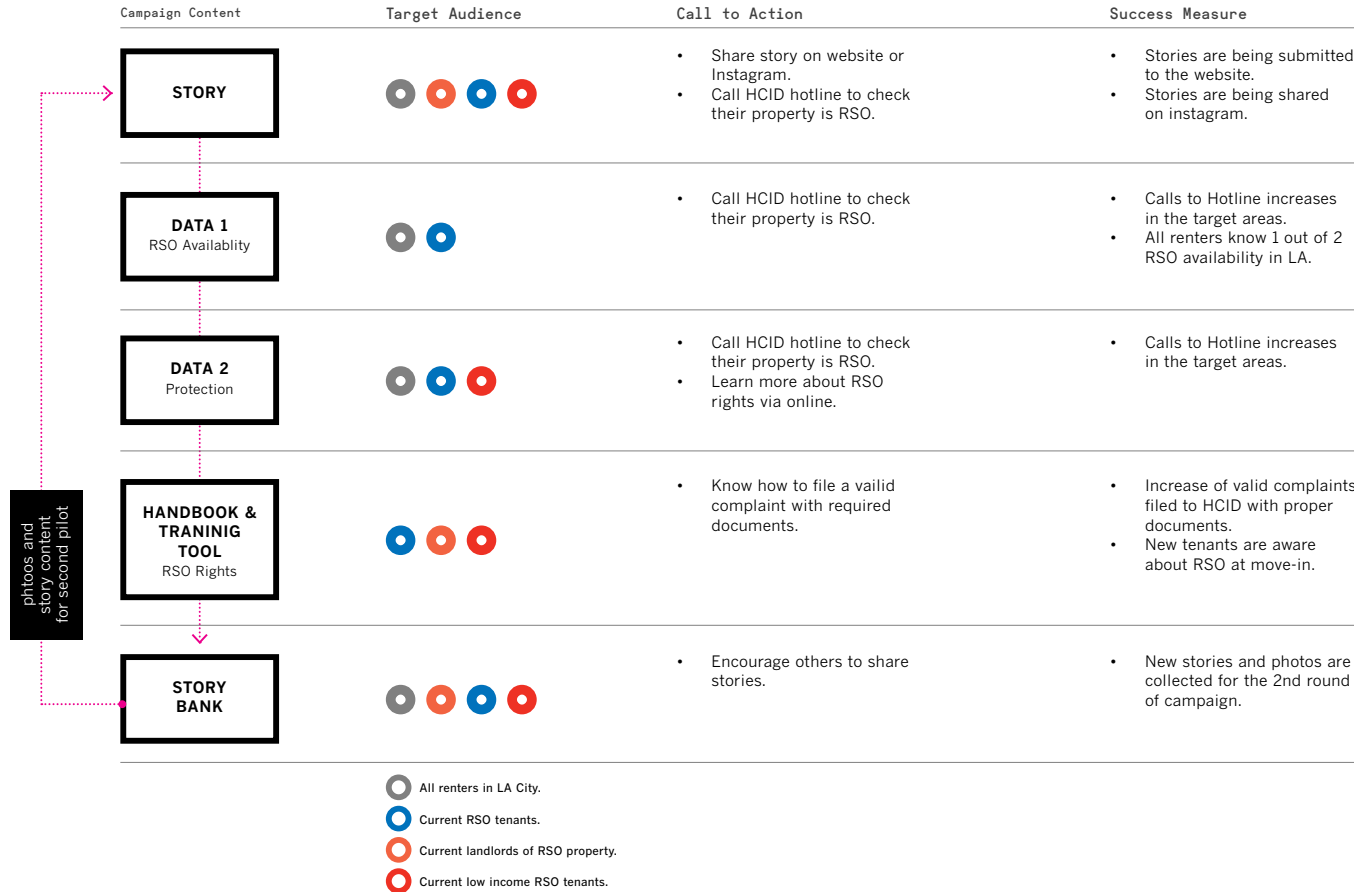 Campaign Content
Target Audience
Call to Action
Success Measure
STORY
• Share story on website or
Instagram.
• Call HCID hotline to check
their property is RSO.
• Stories are being submitted
to the website.
• Stories are being shared
on instagram.
DATA 1
RSO Availablity
• Call HCID hotline to check
their property is RSO.
• Calls to Hotline increases
in the target areas.
• All renters know 1 out of 2
RSO availability in LA.
DATA 2
Protection
• Call HCID hotline to check
their property is RSO.
• Learn more about RSO
rights via online.
• Calls to Hotline increases
in the target areas.
HANDBOOK &
TRANINIG
TOOL
RSO Rights
• Know how to file a vailid
complaint with required
documents.
• Increase of valid complaints
filed to HCID with proper
documents.
• New tenants are aware
about RSO at move-in.
phtoos and
story content
for second pilot
STORY
BANK
• Encourage others to share
stories.
• New stories and photos are
collected for the 2nd round
of campaign.
All renters in LA City.
Current RSO tenants.
Current landlords of RSO property.
Current low income RSO tenants.